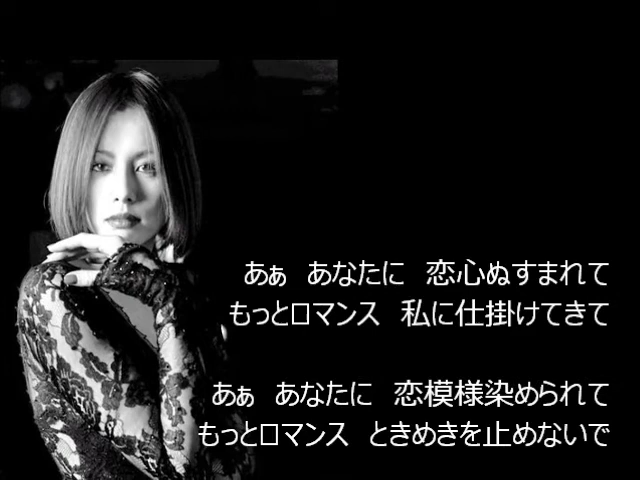 あぁ　あなたに　恋心ぬすまれて
もっとロマンス　私に仕掛けてきて
あぁ　あなたに　恋模様染められて
もっとロマンス　ときめきを止めないで